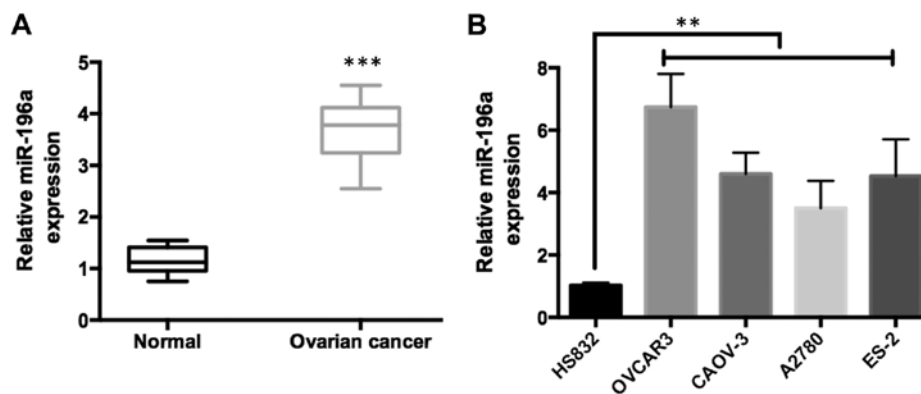 A
Relative miR-196a
expression
5
4
3
2
1
0
***
Normal
Ovarian cancer
B
Relative miR-196a
expression
8
6
4
2
0
**
HS832
OVCAR3
CAOV-3
A2780
ES-2